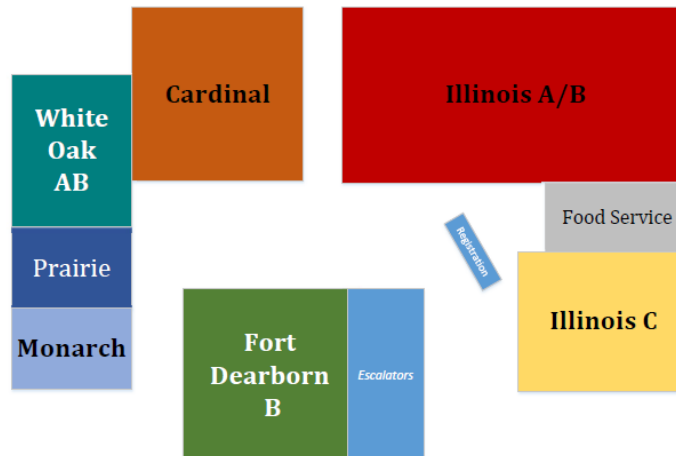 Cardinal
Illinois A/B
White
Oak
AB
Food Service
Registration
Prairie
Illinois C
Monarch
Fort
Dearborn
B
Escalators